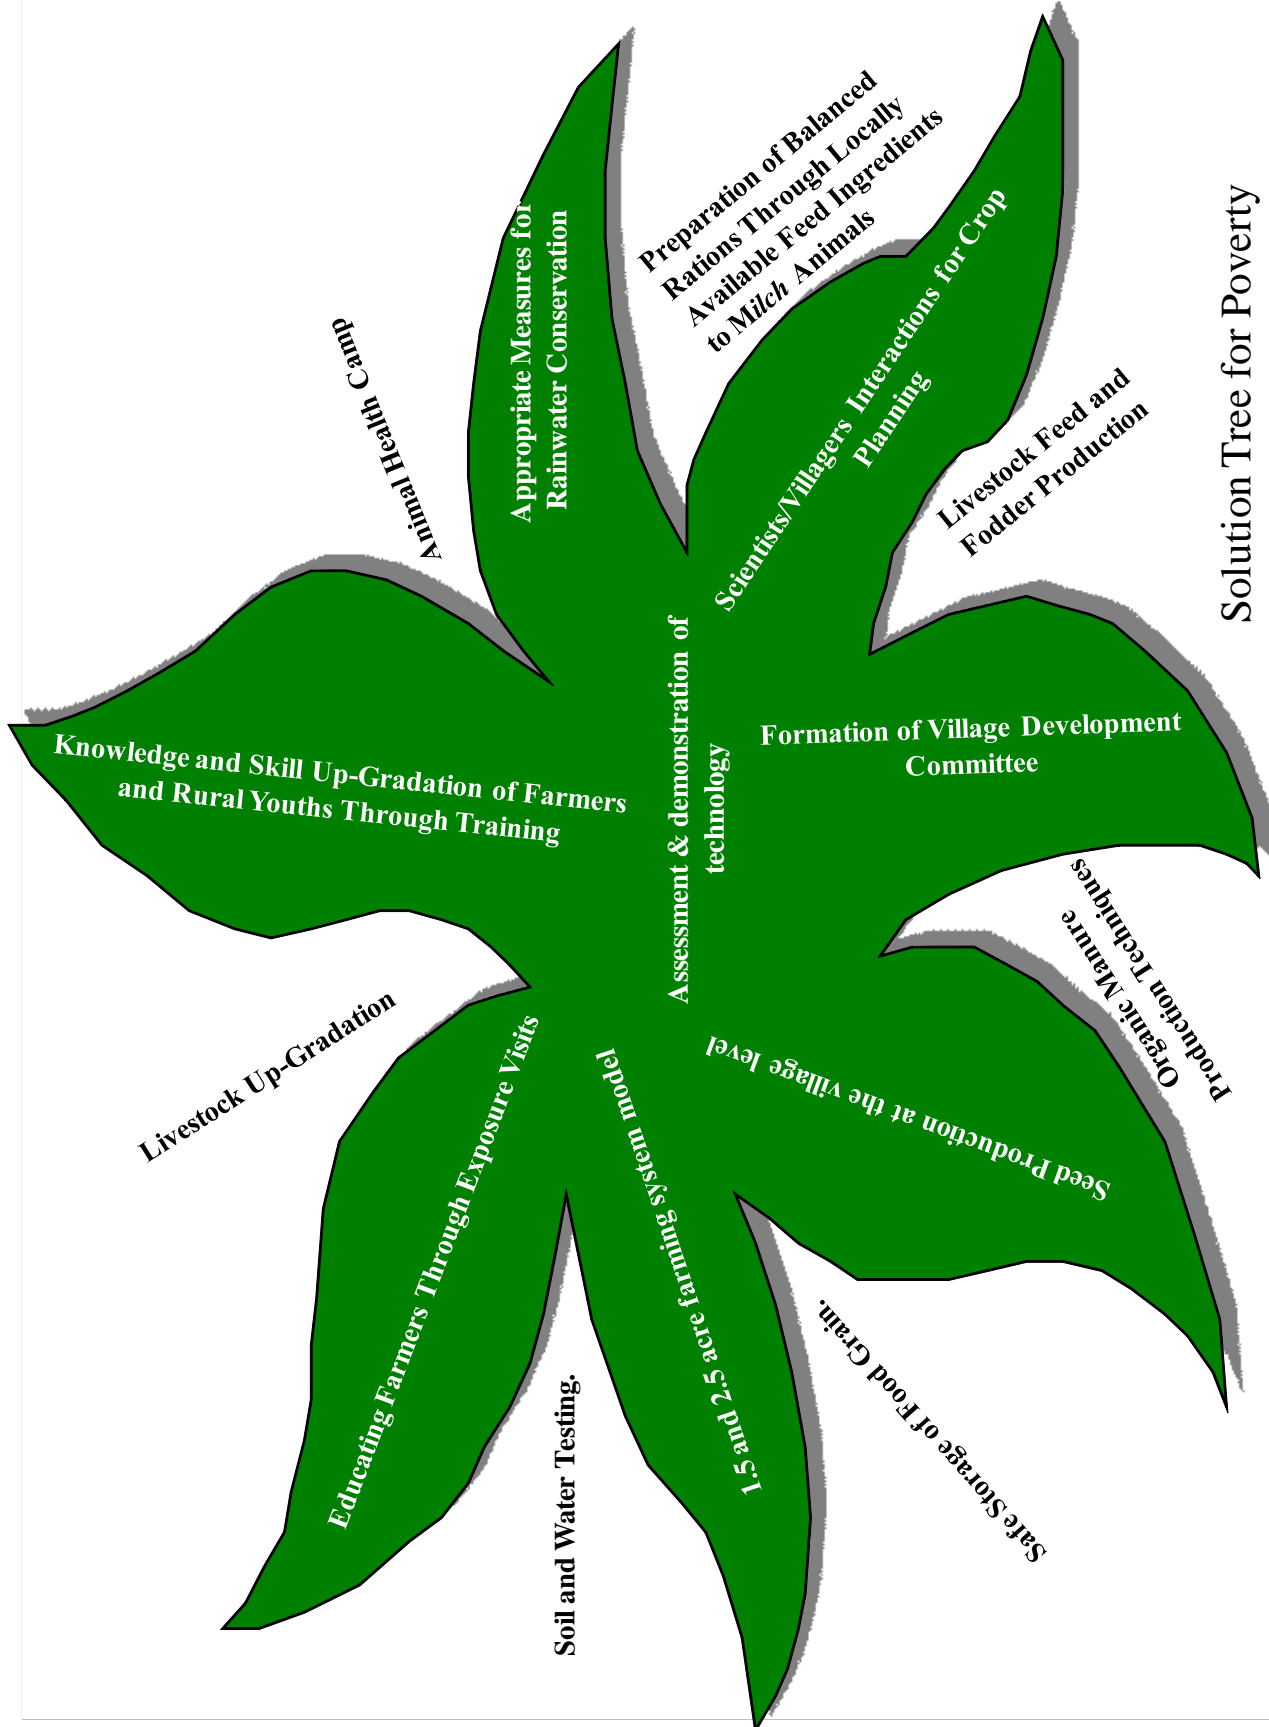 Appropriate Measures for
Rainwater Conservation
Preparation of Balanced
Rations Through Locally
Available Feed Ingredients
to Milch Animals
Scientists/Villagers Interactions for Crop
Planning
Livestock Feed and
Fodder Production
Formation of Village Development
Committee
Organic Manure
Production Techniques
Seed Production at the village level
Safe Storage of Food Grain.
1.5 and 2.5 acre farming system model
Soil and Water Testing.
Educating Farmers Through Exposure Visits
Livestock Up-Gradation
Knowledge and Skill Up-Gradation of Farmers
and Rural Youths Through Training
Animal Health Camp
Assessment & demonstration of
technology
Solution Tree for Poverty